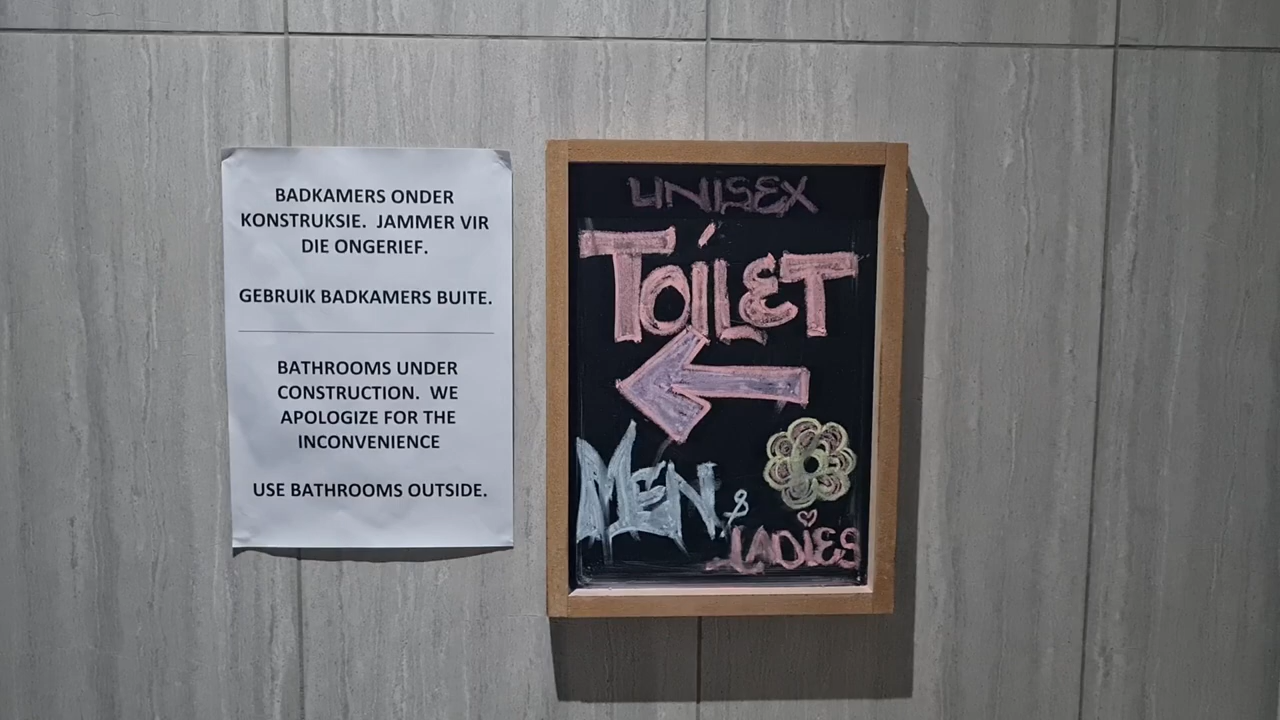 BADKAMERS ONDER
KONSTRUKSIE. JAMMER VIR
DIE ONGERIEF.
GEBRUIK BADKAMERS BUITE.
BATHROOMS UNDER
CONSTRUCTION. WE
APOLOGIZE FOR THE
INCONVENIENCE
USE BATHROOMS OUTSIDE.
UNISEX
TOILET
MEN &
LADIES